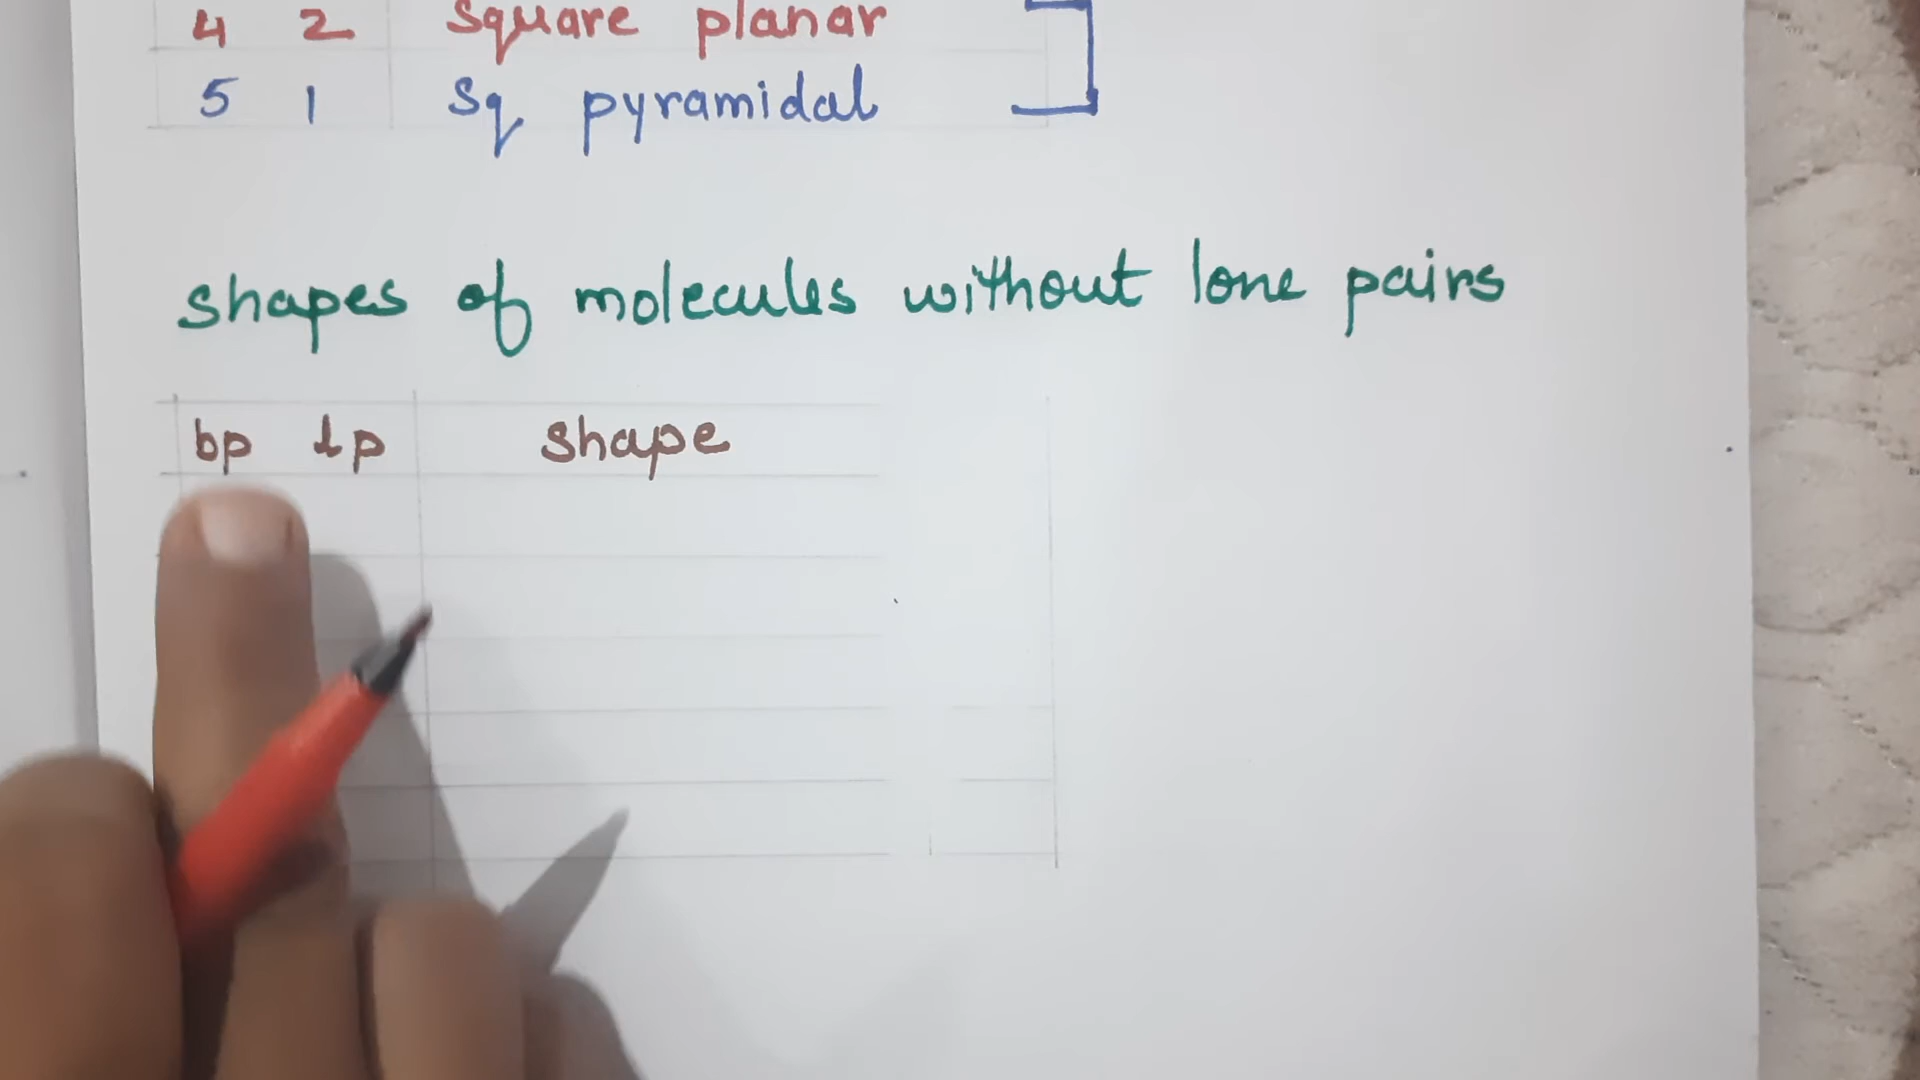 4 2 Square planar
5 1 Sq pyramidal
shapes of molecules without lone pairs
bp lp shape